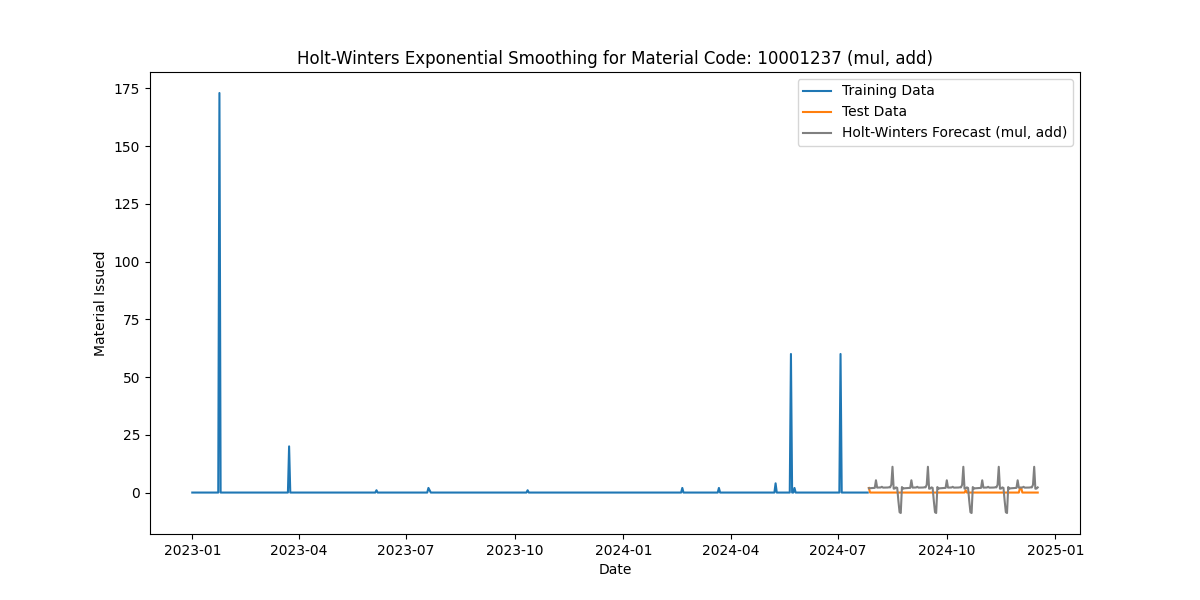 Holt-Winters Exponential Smoothing for Material Code: 10001237 (mul, add)
Training Data
Test Data
Holt-Winters Forecast (mul, add)
Material Issued
175
150
125
100
75
50
25
0
2023-01 2023-04 2023-07 2023-10 2024-01 2024-04 2024-07 2024-10 2025-01
Date